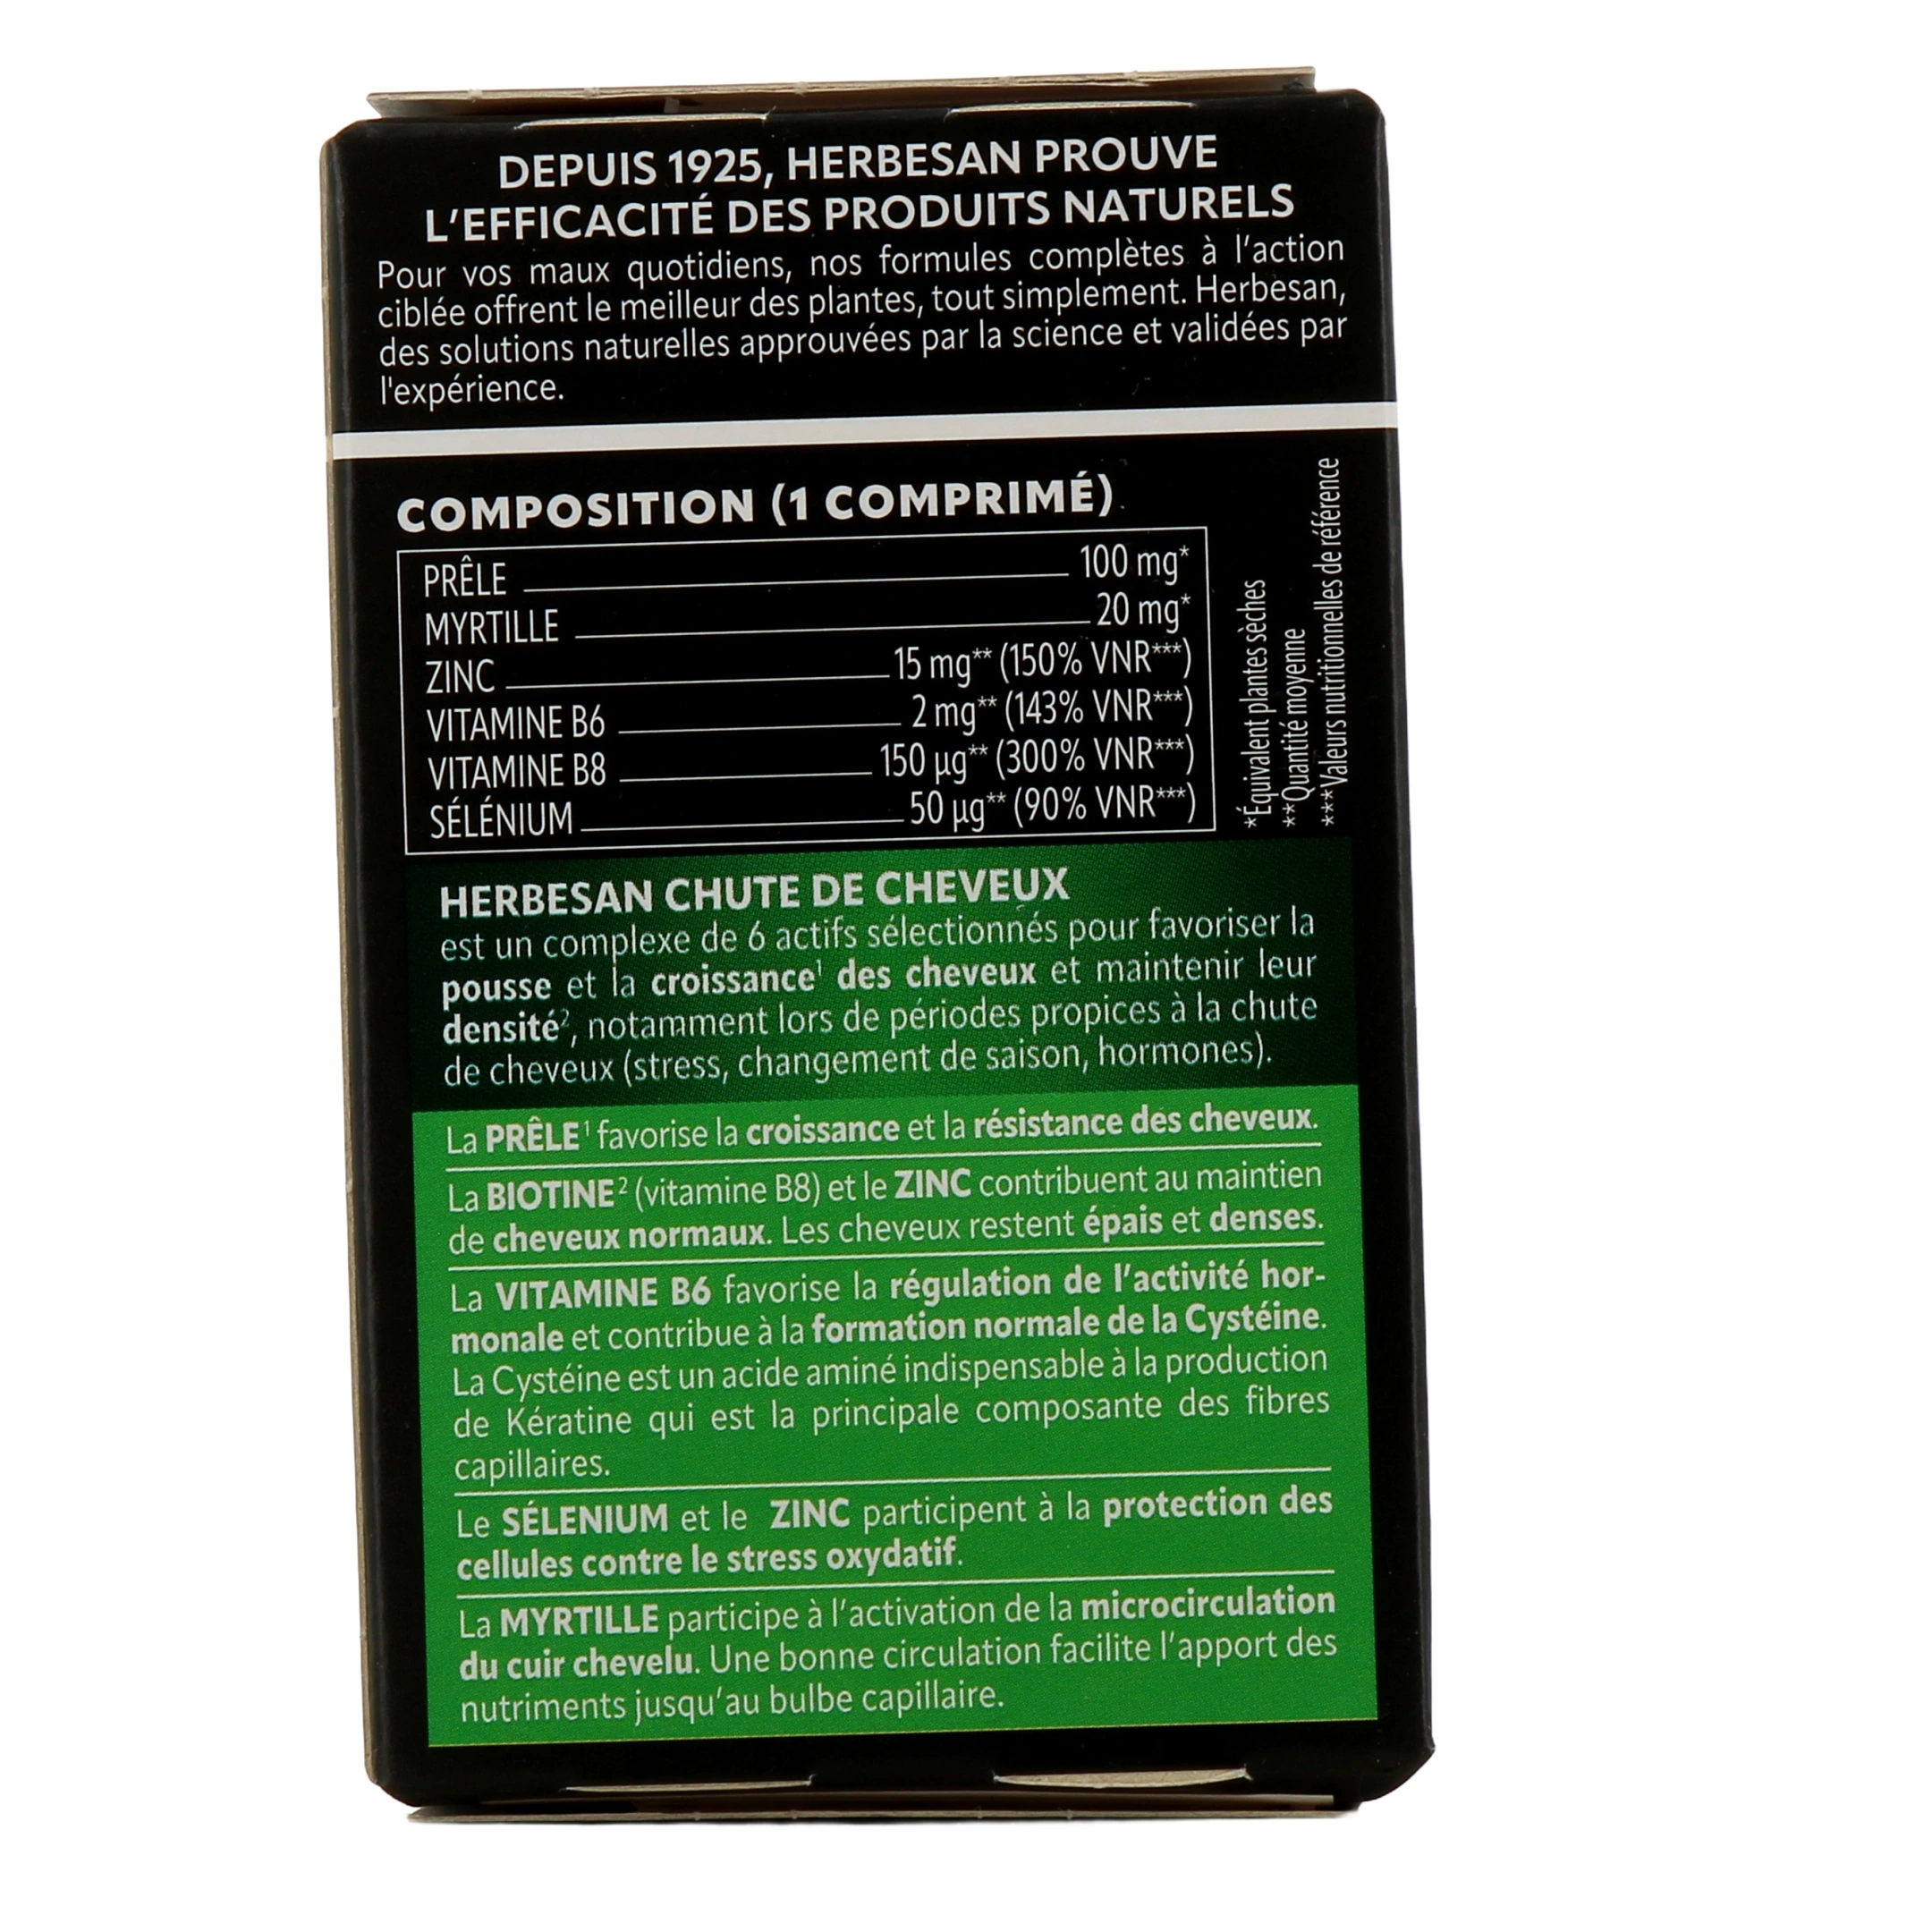 DEPUIS 1925, HERBESAN PROUVE
L'EFFICACITÉ DES PRODUITS NATURELS
Pour vos maux quotidiens, nos formules complètes à l'action
ciblée offrent le meilleur des plantes, tout simplement. Herbesan,
des solutions naturelles approuvées par la science et validées par
l'expérience.
COMPOSITION (1 COMPRIMÉ)
PRÊLE 100 mg*
MYRTILLE 20 mg*
ZINC 15 mg** (150% VNR***)
VITAMINE B6 2 mg** (143% VNR***)
VITAMINE B8 150 µg** (300% VNR***)
SÉLÉNIUM 50 µg** (90% VNR***)
*Équivalent plantes sèches
**Quantité moyenne
***Valeurs nutritionnelles de référence
HERBESAN CHUTE DE CHEVEUX
est un complexe de 6 actifs sélectionnés pour favoriser la
pousse et la croissance¹ des cheveux et maintenir leur
densité², notamment lors de périodes propices à la chute
de cheveux (stress, changement de saison, hormones).
La PRÊLE¹ favorise la croissance et la résistance des cheveux.
La BIOTINE² (vitamine B8) et le ZINC contribuent au maintien
de cheveux normaux. Les cheveux restent épais et denses.
La VITAMINE B6 favorise la régulation de l'activité hor-
monale et contribue à la formation normale de la Cystéine.
La Cystéine est un acide aminé indispensable à la production
de Kératine qui est la principale composante des fibres
capillaires.
Le SÉLENIUM et le ZINC participent à la protection des
cellules contre le stress oxydatif.
La MYRTILLE participe à l'activation de la microcirculation
du cuir chevelu. Une bonne circulation facilite l'apport des
nutriments jusqu'au bulbe capillaire.